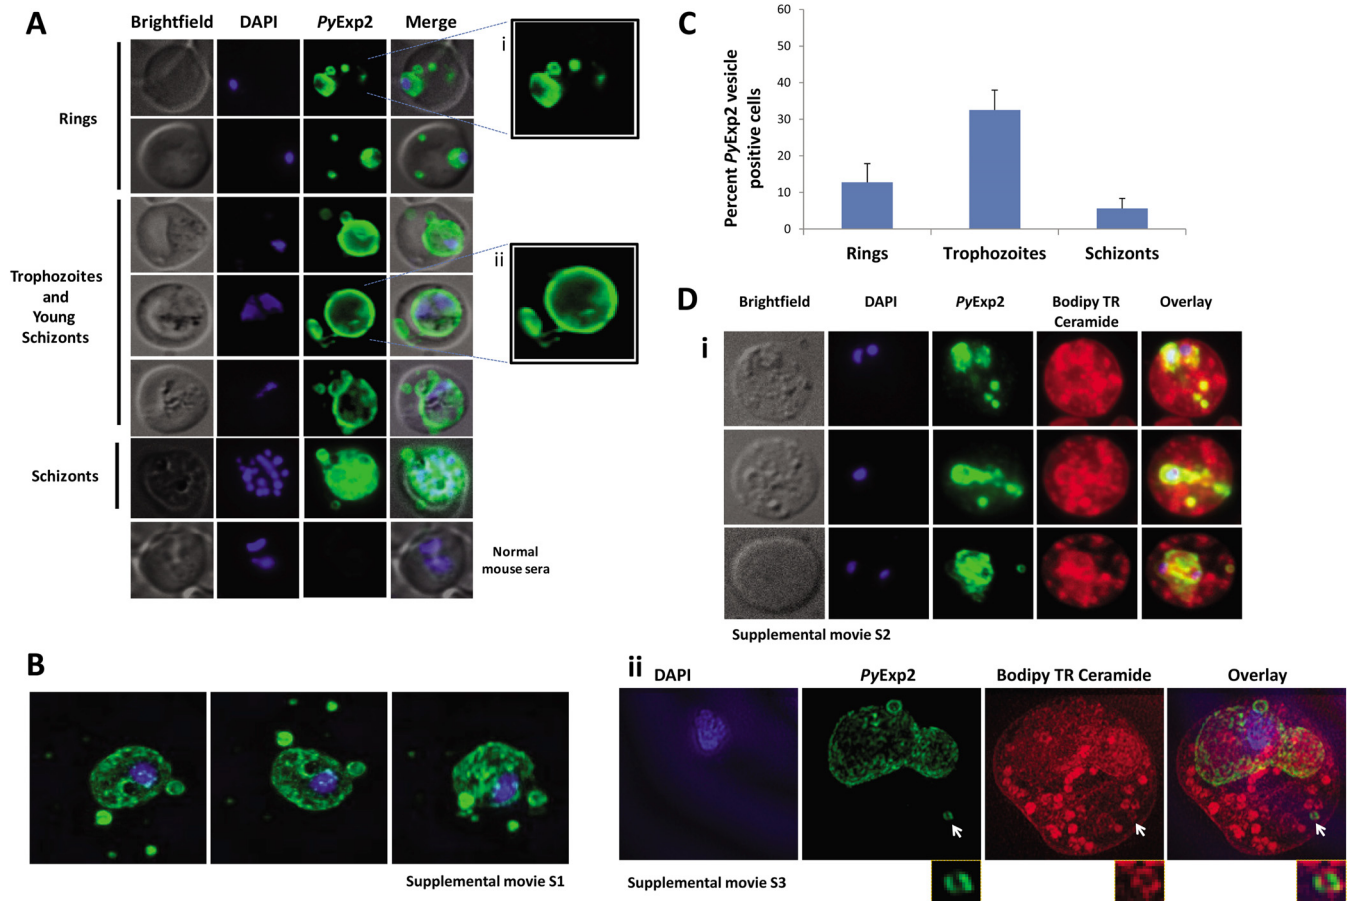 A
Brightfield DAPI PyExp2 Merge
i
Rings
Trophozoites
and
Young
Schizonts
ii
Schizonts
Normal
mouse sera
B
Supplemental movie S1
C
Percent PyExp2 vesicle
positive cells
60
50
40
30
20
10
0
Rings Trophozoites Schizonts
D
Brightfield DAPI PyExp2 Bodipy TR Overlay
Ceramide
i
Supplemental movie S2
ii
DAPI PyExp2 Bodipy TR Ceramide Overlay
Supplemental movie S3